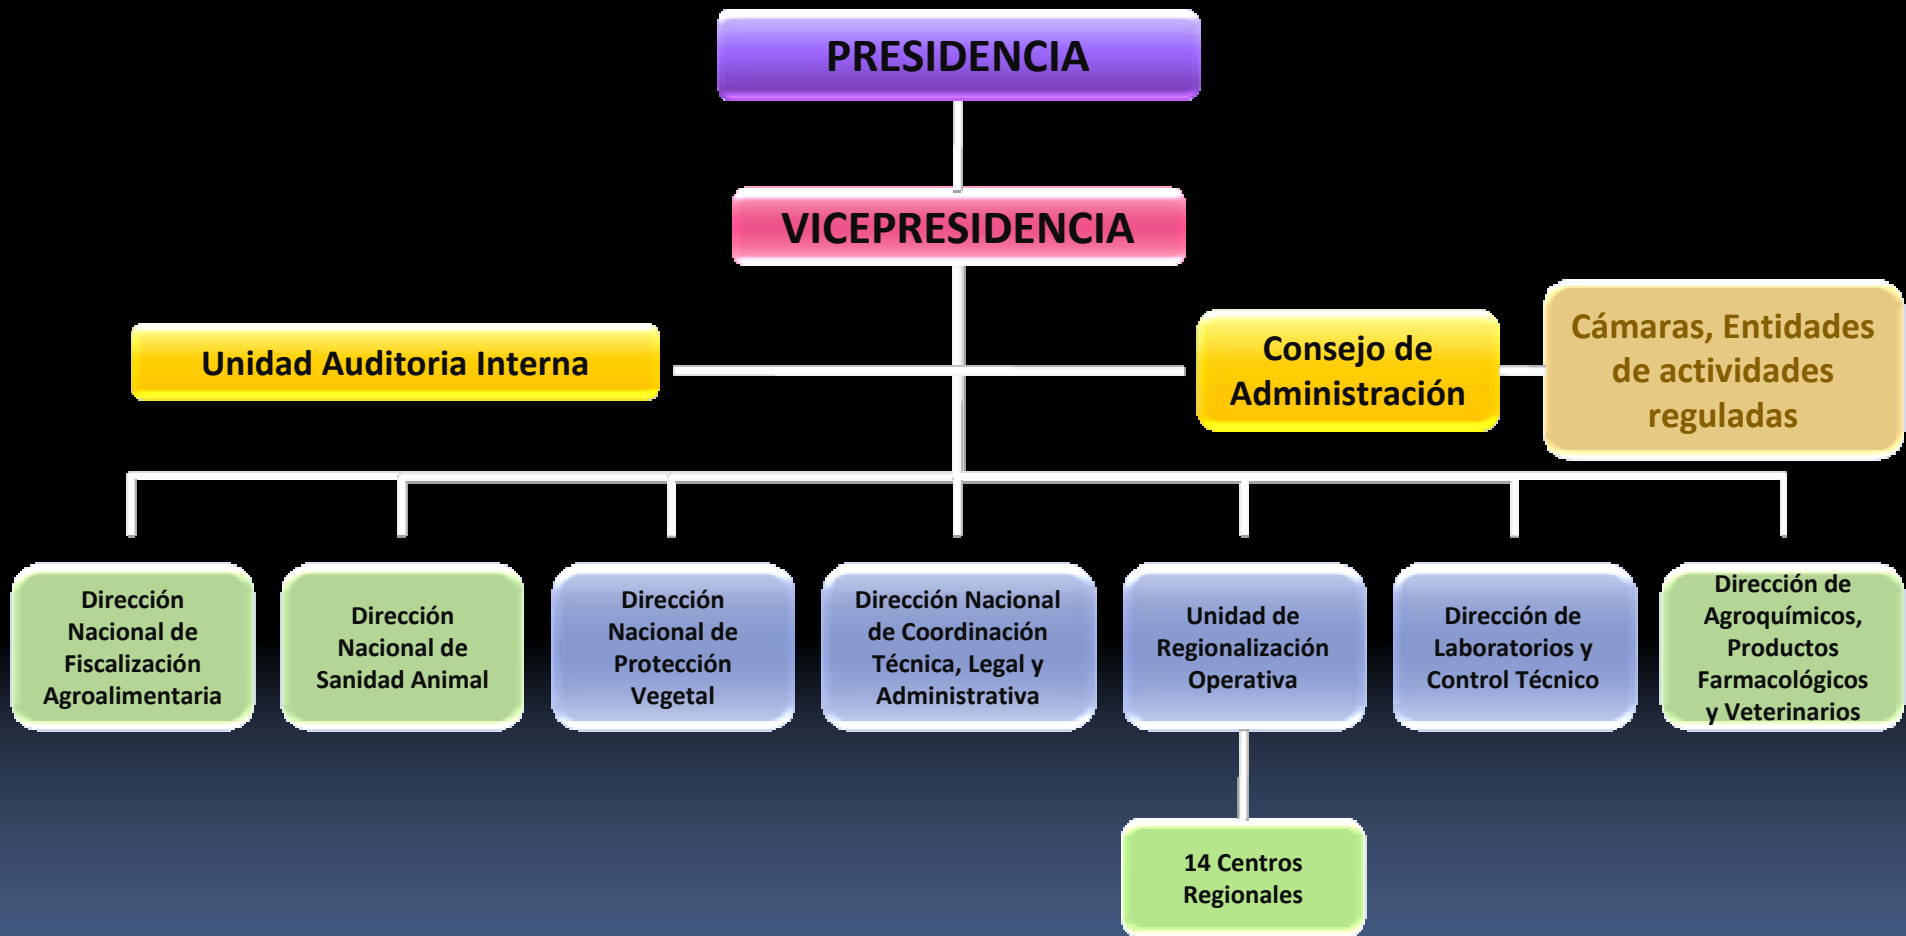 PRESIDENCIA
VICEPRESIDENCIA
Unidad Auditoria Interna
Consejo de
Administración
Cámaras, Entidades
de actividades
reguladas
Dirección
Nacional de
Fiscalización
Agroalimentaria
Dirección
Nacional de
Sanidad Animal
Dirección
Nacional de
Protección
Vegetal
Dirección Nacional
de Coordinación
Técnica, Legal y
Administrativa
Unidad de
Regionalización
Operativa
Dirección de
Laboratorios y
Control Técnico
Dirección de
Agroquímicos,
Productos
Farmacológicos
y Veterinarios
14 Centros
Regionales